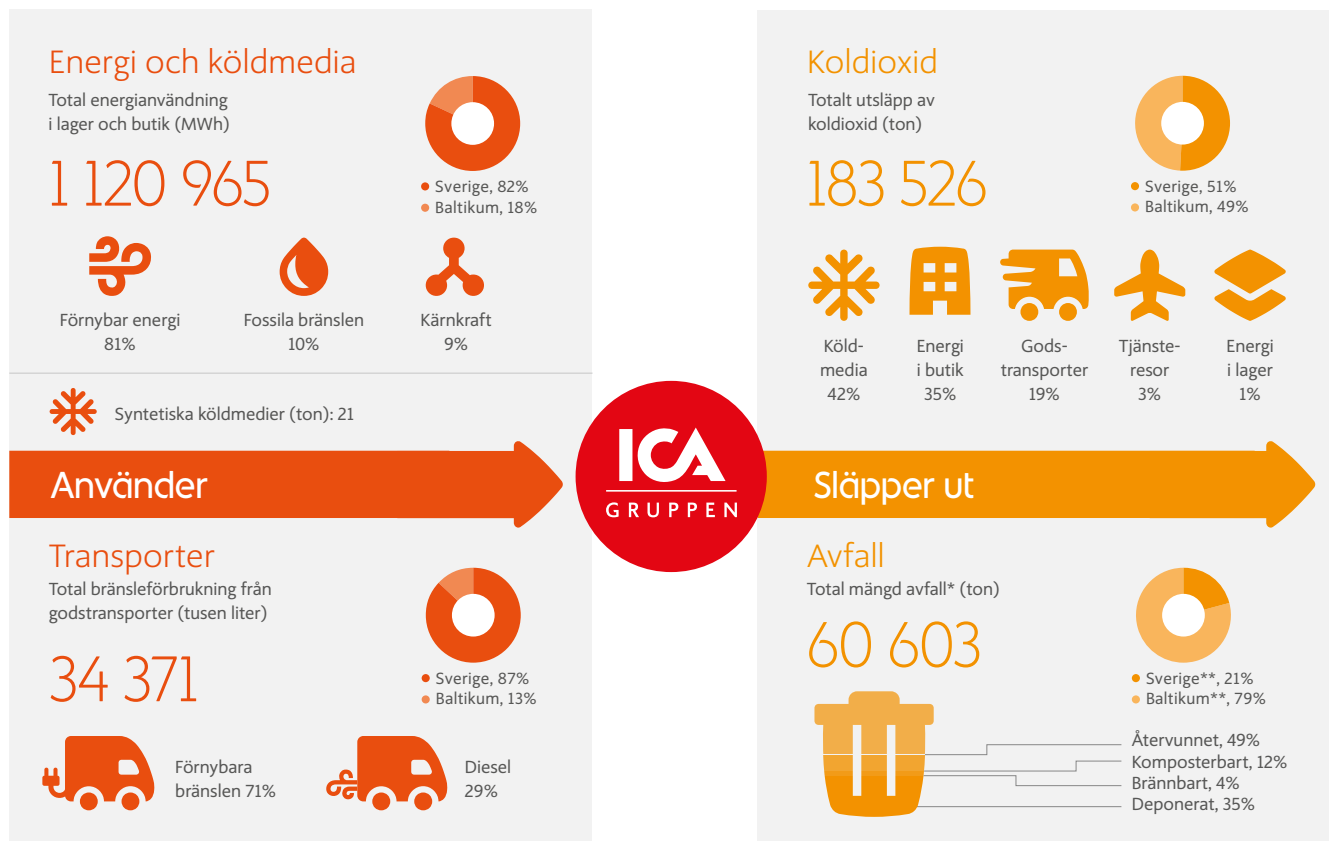 Energi och köldmedia
Total energianvändning
i lager och butik (MWh)
1 120 965
Sverige, 82%
Baltikum, 18%
Förnybar energi
81%
Fossila bränslen
10%
Kärnkraft
9%
Syntetiska köldmedier (ton): 21
Använder
Transporter
Total bränsleförbrukning från
godstransporter (tusen liter)
34 371
Sverige, 87%
Baltikum, 13%
Förnybara
bränslen 71%
Diesel
29%
ICA
GRUPPEN
Koldioxid
Totalt utsläpp av
koldioxid (ton)
183 526
Sverige, 51%
Baltikum, 49%
Köld-
media
42%
Energi
i butik
35%
Gods-
transporter
19%
Tjänste-
resor
3%
Energi
i lager
1%
Släpper ut
Avfall
Total mängd avfall* (ton)
60 603
Sverige**, 21%
Baltikum**, 79%
Återvunnet, 49%
Komposterbart, 12%
Brännbart, 4%
Deponerat, 35%